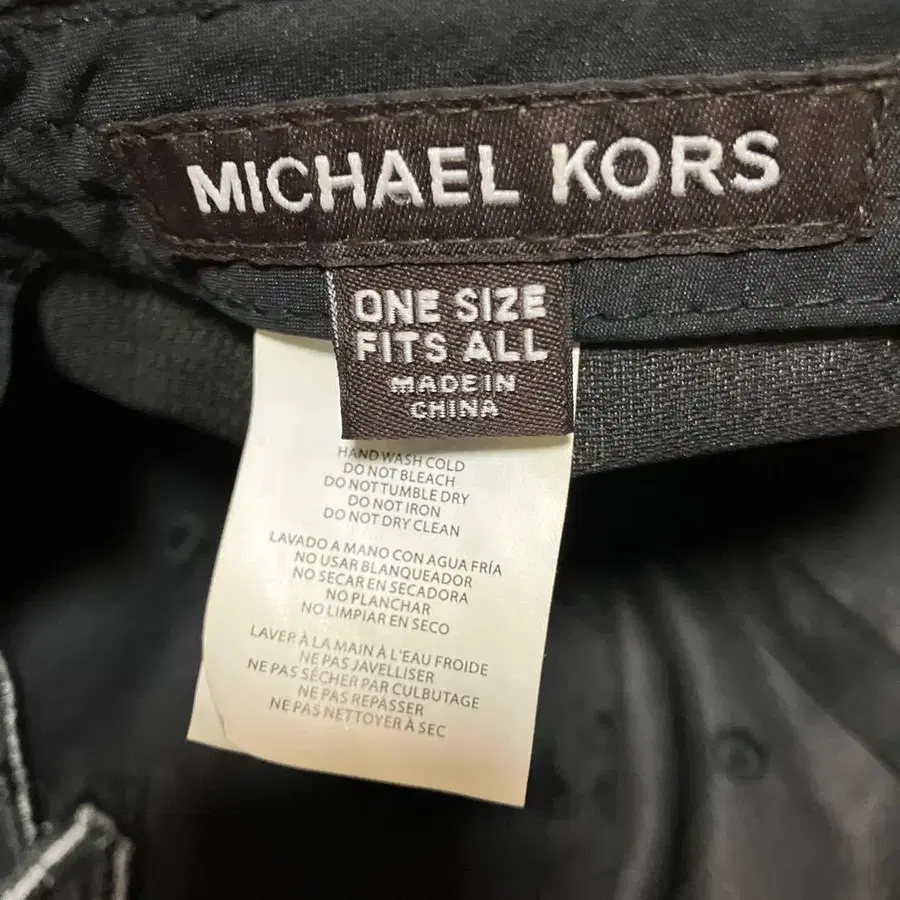 MICHAEL KORS
ONE SIZE
FITS ALL
MADE IN
CHINA
HAND WASH COLD
DO NOT BLEACH
DO NOT TUMBLE DRY
DO NOT IRON
DO NOT DRY CLEAN
LAVADO A MANO CON AGUA FRÍA
NO USAR BLANQUEADOR
NO SECAR EN SECADORA
NO PLANCHAR
NO LIMPIAR EN SECO
LAVER À LA MAIN À L'EAU FROIDE
NE PAS JAVELLISER
NE PAS SÉCHER PAR CULBUTAGE
NE PAS REPASSER
NE PAS NETTOYER À SEC